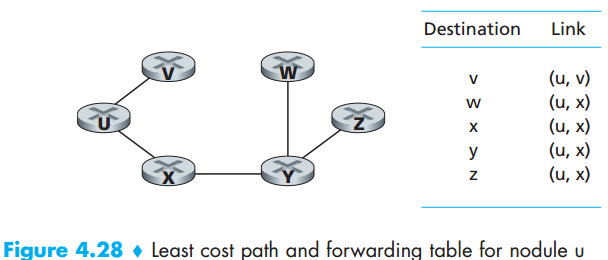 Destination Link
V
W
v (u, v)
w (u, x)
U
Z
x (u, x)
y (u, x)
X
Y
z (u, x)
Figure 4.28 ♦ Least cost path and forwarding table for nodule u